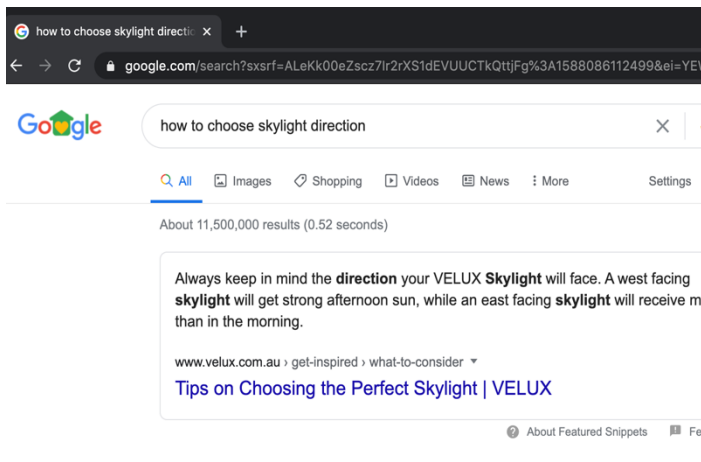 how to choose skylight directic
google.com/search?sxsrf=ALeKk00eZscz7lr2rXS1dEVUUCTkQttjFg%3A1588086112499&ei=YEV
Google
how to choose skylight direction
All Images Shopping Videos News More Settings
About 11,500,000 results (0.52 seconds)
Always keep in mind the direction your VELUX Skylight will face. A west facing
skylight will get strong afternoon sun, while an east facing skylight will receive m
than in the morning.
www.velux.com.au › get-inspired › what-to-consider
Tips on Choosing the Perfect Skylight | VELUX
About Featured Snippets Fe